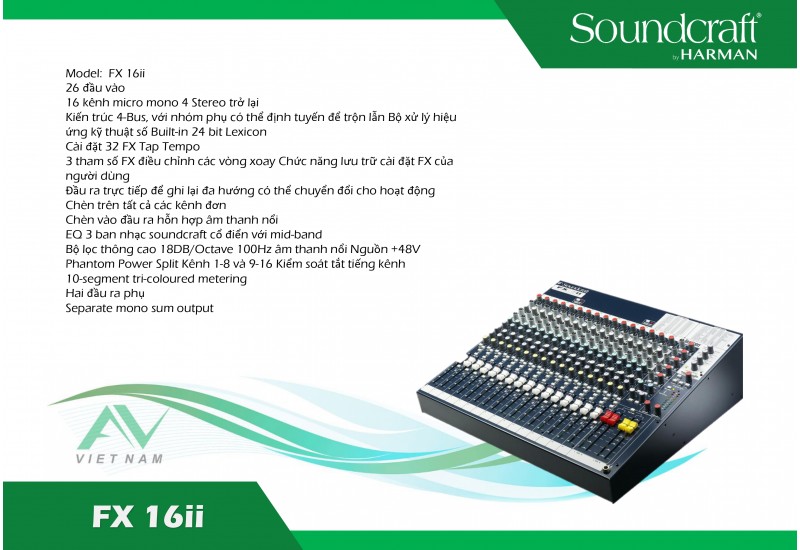 Soundcraft®
by HARMAN
Model: FX 16ii
26 đầu vào
16 kênh micro mono 4 Stereo trở lại
Kiến trúc 4-Bus, với nhóm phụ có thể định tuyến để trộn lẫn Bộ xử lý hiệu
ứng kỹ thuật số Built-in 24 bit Lexicon
Cài đặt 32 FX Tap Tempo
3 tham số FX điều chỉnh các vòng xoay Chức năng lưu trữ cài đặt FX của
người dùng
Đầu ra trực tiếp để ghi lại đa hướng có thể chuyển đổi cho hoạt động
Chèn trên tất cả các kênh đơn
Chèn vào đầu ra hỗn hợp âm thanh nổi
EQ 3 ban nhạc soundcraft cổ điển với mid-band
Bộ lọc thông cao 18DB/Octave 100Hz âm thanh nổi Nguồn +48V
Phantom Power Split Kênh 1-8 và 9-16 Kiểm soát tắt tiếng kênh
10-segment tri-coloured metering
Hai đầu ra phụ
Separate mono sum output
AV
VIET NAM
FX 16ii